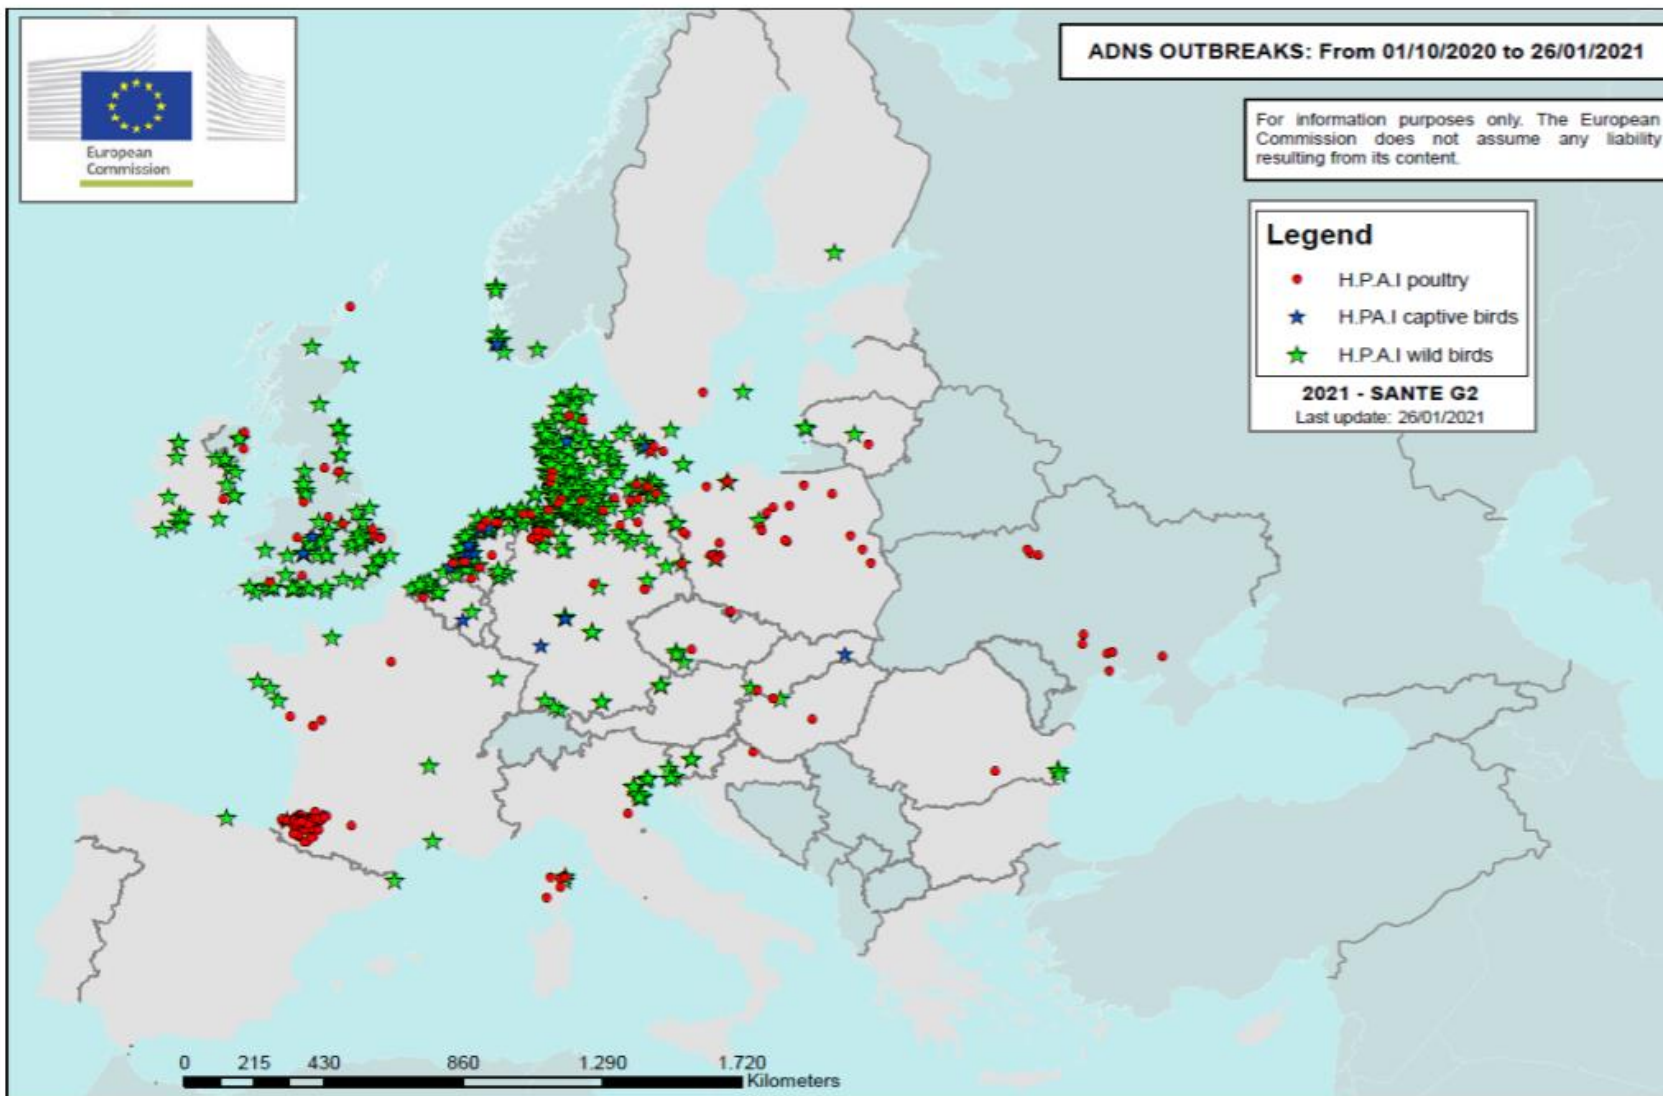 European
Commission
ADNS OUTBREAKS: From 01/10/2020 to 26/01/2021
For information purposes only. The European
Commission does not assume any liability
resulting from its content.
Legend
H.P.A.I poultry
H.PA.I captive birds
H.P.A.I wild birds
2021 - SANTE G2
Last update: 26/01/2021
0 215 430 860 1.290 1.720
Kilometers